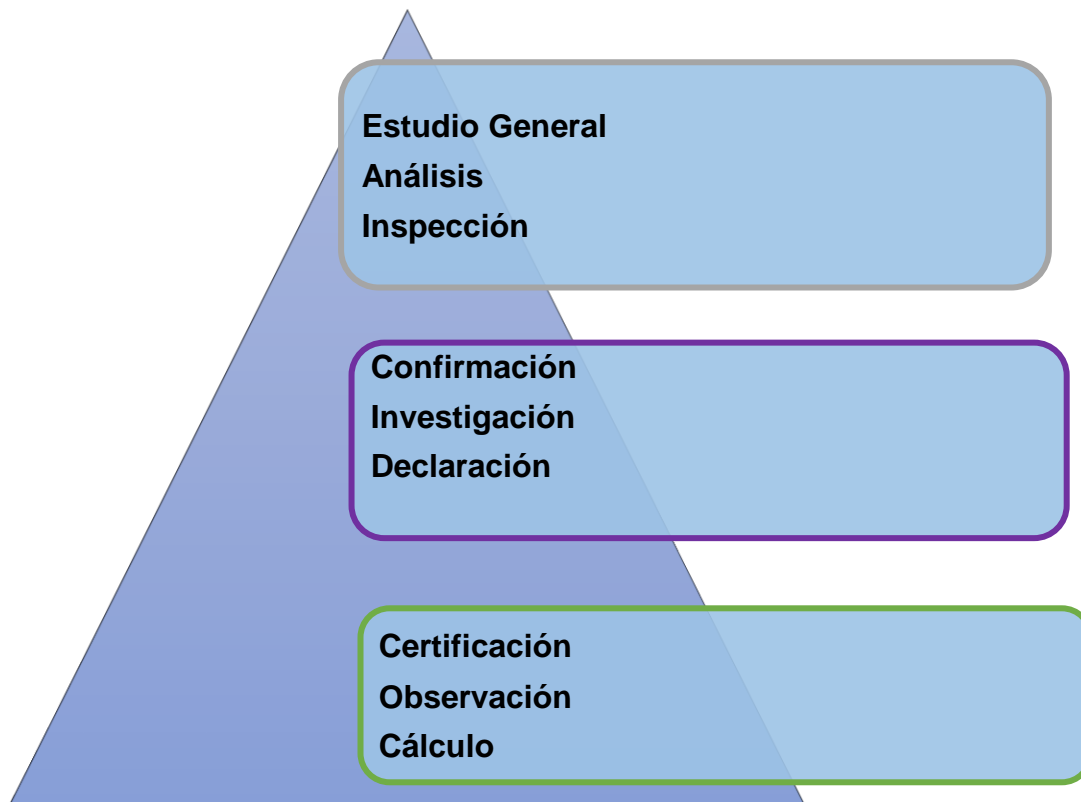 Estudio General
Análisis
Inspección
Confirmación
Investigación
Declaración
Certificación
Observación
Cálculo